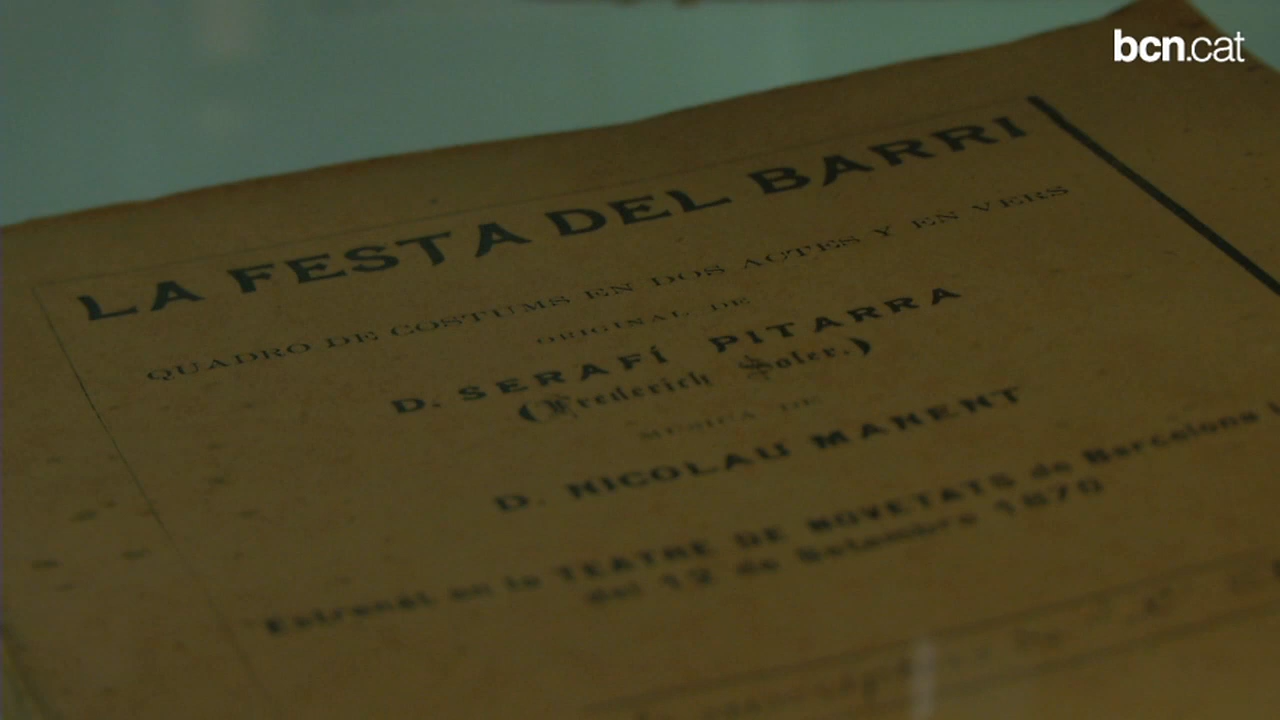 bcn.cat
LA FESTA DEL BARRI
QUADRO DE COSTUMS EN DOS ACTES Y EN VERS
ORIGINAL DE
D. SERAFÍ PITARRA
(Frederich Soler.)
MÚSICA DE
D. NICOLAU MANENT
Estrenat en lo TEATRE DE NOVETATS de Barcelona
del 12 de Setembre 1879